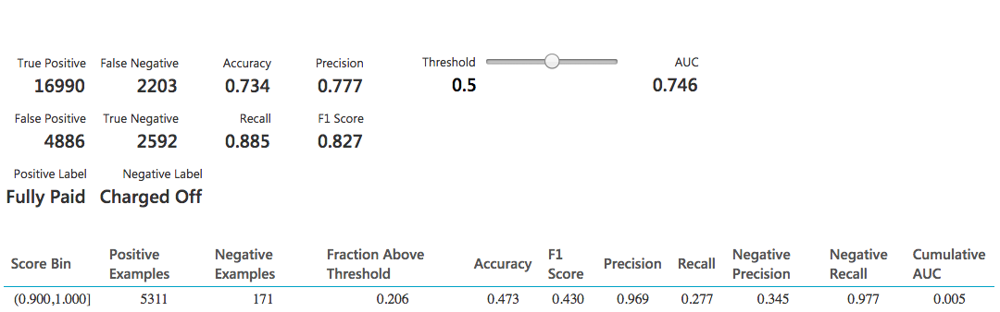 True Positive False Negative Accuracy Precision Threshold AUC
16990 2203 0.734 0.777 0.5 0.746
False Positive True Negative Recall F1 Score
4886 2592 0.885 0.827
Positive Label Negative Label
Fully Paid Charged Off
Score Bin Positive Examples Negative Examples Fraction Above Threshold Accuracy F1 Score Precision Recall Negative Precision Negative Recall Cumulative AUC
(0.900,1.000] 5311 171 0.206 0.473 0.430 0.969 0.277 0.345 0.977 0.005